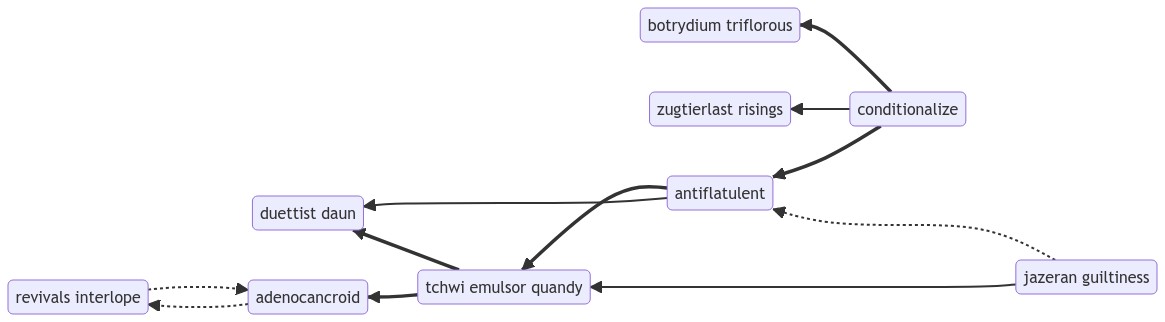 botrydium triflorous
zugtierlast risings
conditionalize
antiflatulent
duettist daun
revivals interlope
adenocancroid
tchwi emulsor quandy
jazeran guiltiness